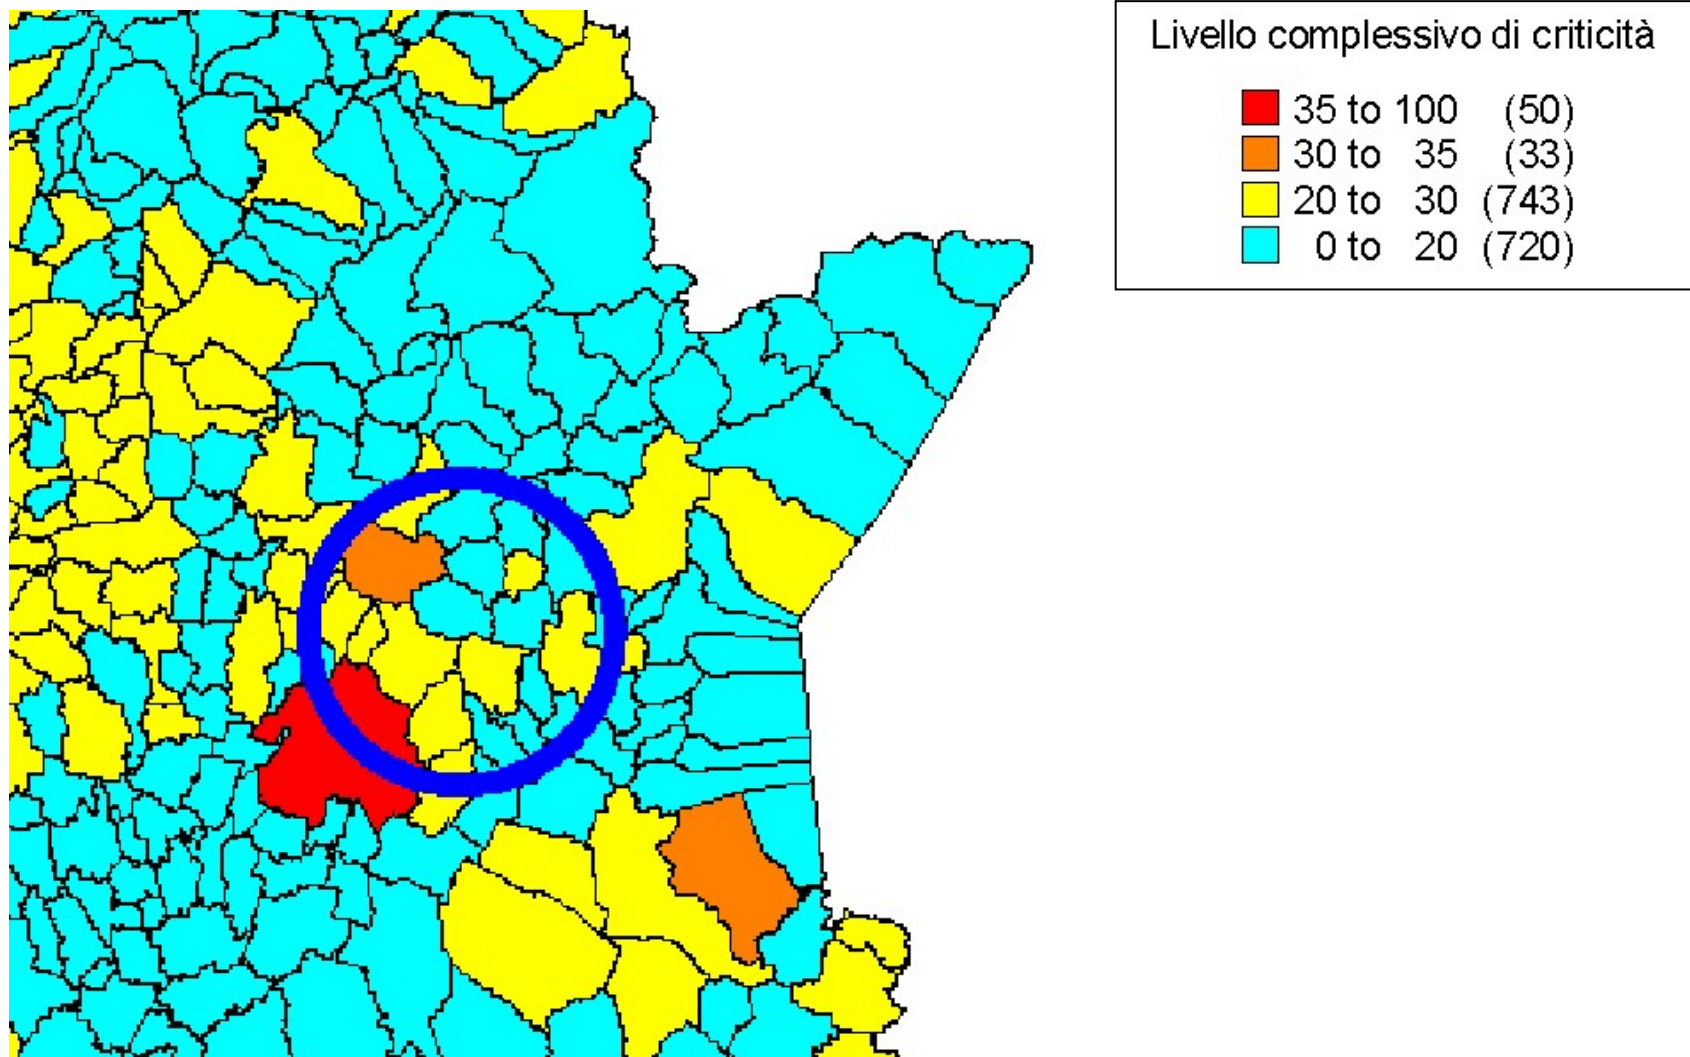 Livello complessivo di criticità
35 to 100 (50)
30 to 35 (33)
20 to 30 (743)
0 to 20 (720)